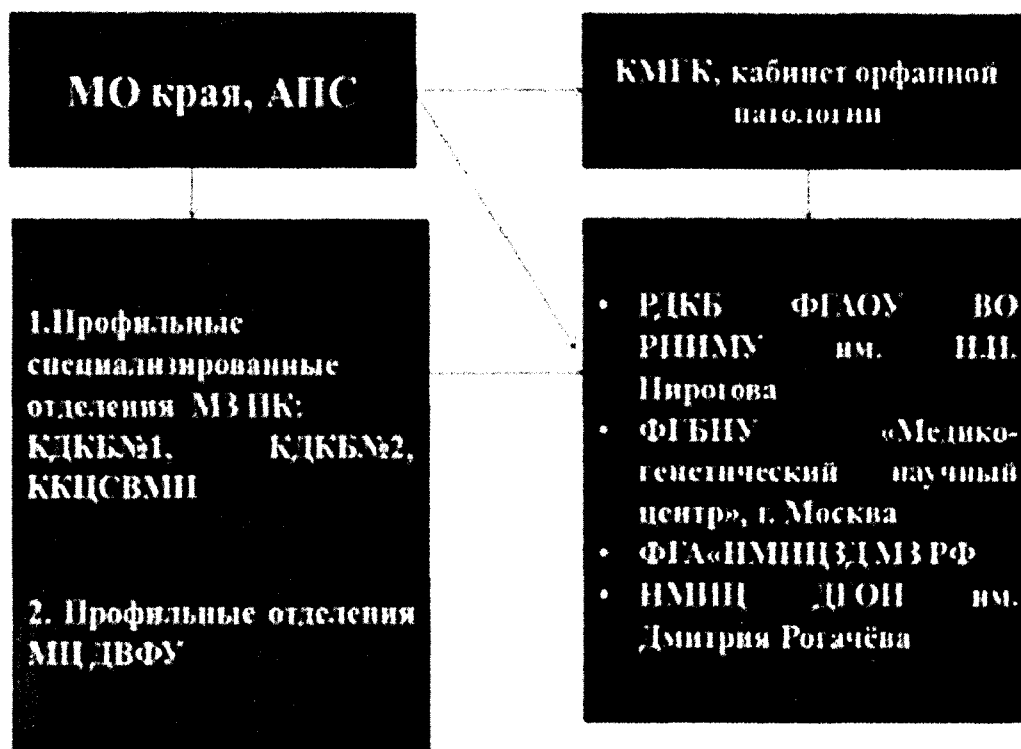 МО края, АПС
КМГК, кабинет орфанной
патологии
1.Профильные
специализированные
отделения МЗ ПК:
КДКБ№1, КДКБ№2,
ККЦСВМП
2. Профильные отделения
МЦ ДВФУ
• РДКБ ФГАОУ ВО
РНИМУ им. Н.И.
Пирогова
• ФГБНУ «Медико-
генетический научный
центр», г. Москва
• ФГА«НМИЦЗД МЗ РФ
• НМИЦ ДГОИ им.
Дмитрия Рогачёва